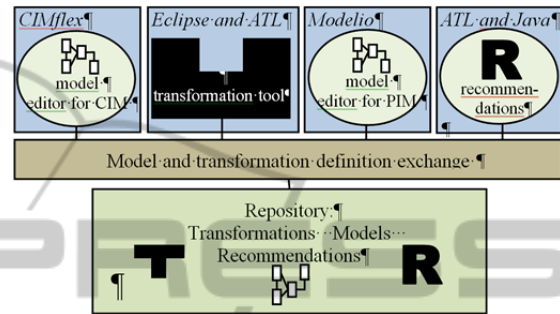 CIMflex¶
Eclipse·and·ATL¶
Modelio¶
ATL·and·Java¶
model·¶
editor·for·CIM¶
¶
transformation·tool¶
model·¶
editor·for·PIM¶
R
recommen-
dations¶
¶
Model·and·transformation·definition·exchange·¶
Repository:¶
Transformations···Models···
Recommendations¶
T
R
¶
PRESS